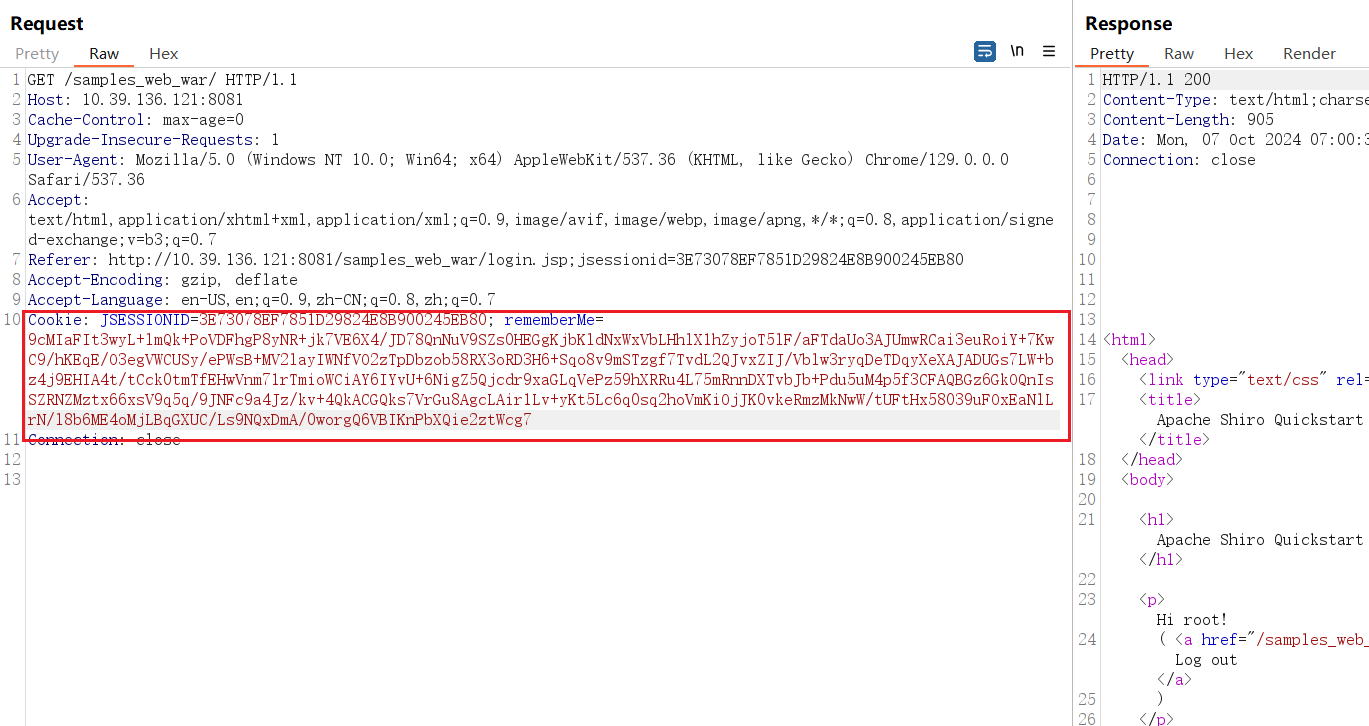 Request
Pretty Raw Hex
\n
1 GET /samples_web_war/ HTTP/1.1
2 Host: 10.39.136.121:8081
3 Cache-Control: max-age=0
4 Upgrade-Insecure-Requests: 1
5 User-Agent: Mozilla/5.0 (Windows NT 10.0; Win64; x64) AppleWebKit/537.36 (KHTML, like Gecko) Chrome/129.0.0.0
Safari/537.36
6 Accept:
text/html,application/xhtml+xml,application/xml;q=0.9,image/avif,image/webp,image/apng,*/*;q=0.8,application/signe
d-exchange;v=b3;q=0.7
7 Referer: http://10.39.136.121:8081/samples_web_war/login.jsp;jsessionid=3E73078EF7851D29824E8B900245EB80
8 Accept-Encoding: gzip, deflate
9 Accept-Language: en-US,en;q=0.9,zh-CN;q=0.8,zh;q=0.7
10 Cookie: JSESSIONID=3E73078EF7851D29824E8B900245EB80; rememberMe=
9cMIaFIt3wyL+lmQk+PoVDFhgP8yNR+jk7VE6X4/JD78QnNuV9SZsOHEGgKjbKldNxWxVbLHhlXlhZyjoT5lF/aFTdaUo3AJUmwRCai3euRoiY+7Kw
C9/hKEqE/03egVWCUSy/ePWsB+MV21ayIWNfV02zTpDbzob58RX3oRD3H6+Sqo8v9mSTzgf7TvdL2QJvxZIJ/Vblw3ryqDeTDqyXeXAJADUGs7LW+b
z4j9EHIA4t/tCck0tmTfEHwVnm7lrTmioWCiAY6IYvU+6NigZ5Qjcdr9xaGLqVePz59hXRRu4L75mRnnDXTvbJb+Pdu5uM4p5f3CFAQBGz6Gk0QnIs
SZRNZMztx66xsV9q5q/9JNFc9a4Jz/kv+4QkACGQks7VrGu8AgcLAirlLv+yKt5Lc6q0sq2hoVmKi0jJK0vkeRmzMkNwW/tUFtHx58039uF0xEaNlL
rN/l8b6ME4oMjLBqGXUC/Ls9NQxDmA/0worgQ6VBIKnPbXQie2ztWcg7
11 Connection: close
12
13
Response
Pretty Raw Hex Render
1 HTTP/1.1 200
2 Content-Type: text/html;charse
3 Content-Length: 905
4 Date: Mon, 07 Oct 2024 07:00:3
5 Connection: close
6
7
8
9
10
11
12
13
14 <html>
15 <head>
16 <link type="text/css" rel=
17 <title>
Apache Shiro Quickstart
</title>
18 </head>
19 <body>
20
21 <h1>
Apache Shiro Quickstart
</h1>
22
23 <p>
Hi root!
24 ( <a href="/samples_web_
Log out
</a>
25 )
26 </p>